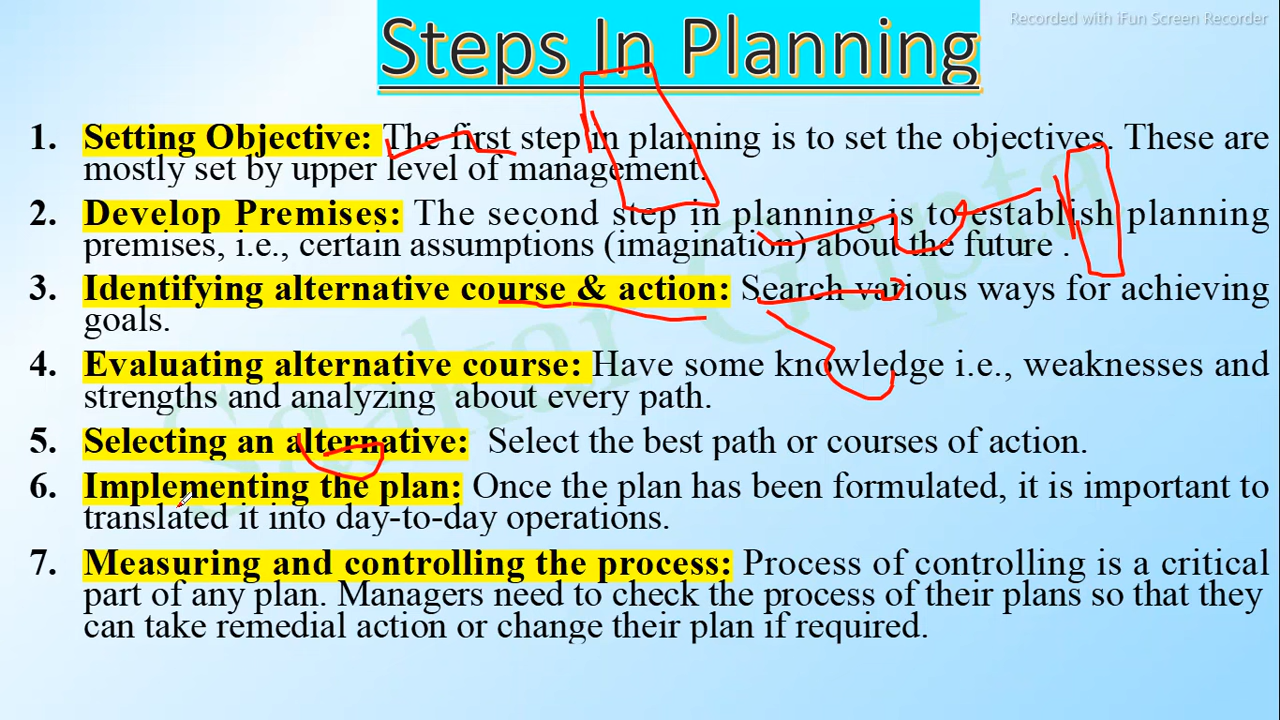 Recorded with iFun Screen Recorder
Steps In Planning
1. Setting Objective: The first step in planning is to set the objectives. These are
mostly set by upper level of management.
2. Develop Premises: The second step in planning is to establish planning
premises, i.e., certain assumptions (imagination) about the future .
3. Identifying alternative course & action: Search various ways for achieving
goals.
4. Evaluating alternative course: Have some knowledge i.e., weaknesses and
strengths and analyzing about every path.
5. Selecting an alternative: Select the best path or courses of action.
6. Implementing the plan: Once the plan has been formulated, it is important to
translated it into day-to-day operations.
7. Measuring and controlling the process: Process of controlling is a critical
part of any plan. Managers need to check the process of their plans so that they
can take remedial action or change their plan if required.
Gupta